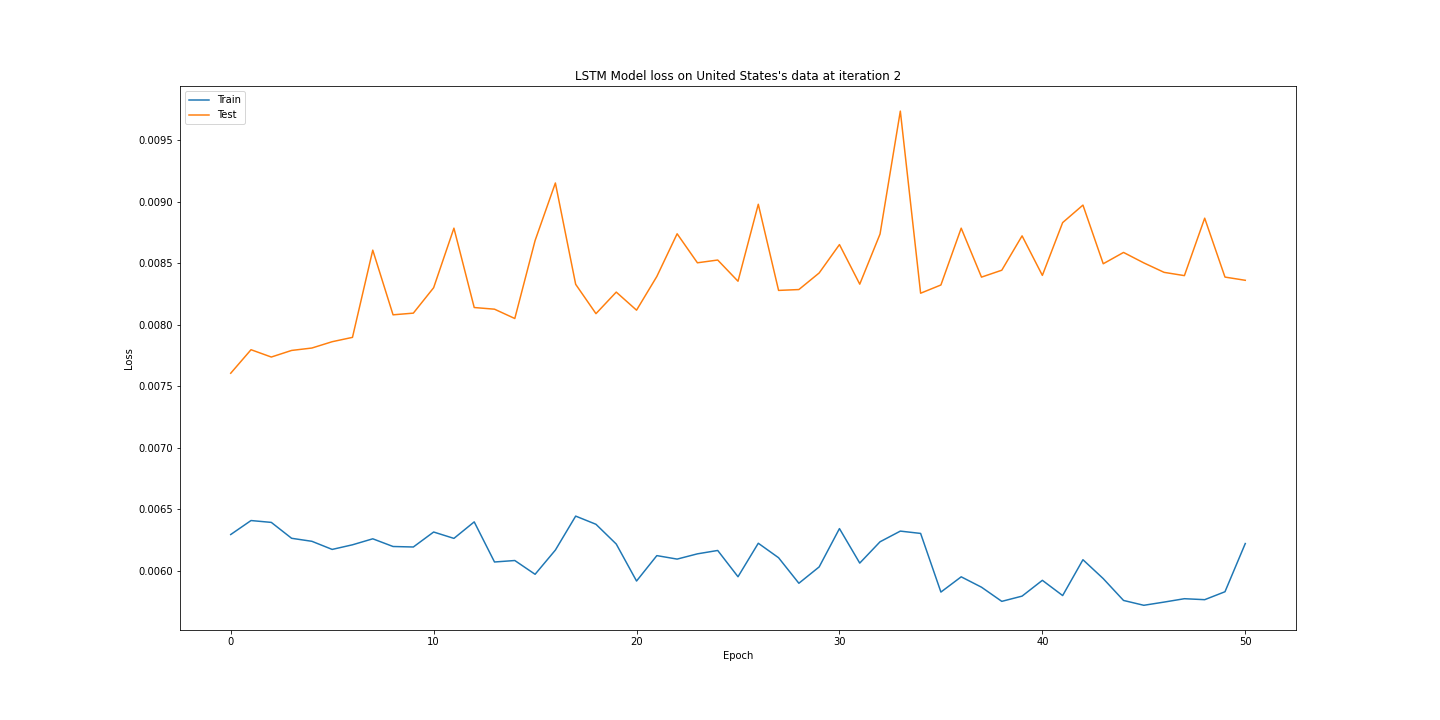 LSTM Model loss on United States's data at iteration 2
Train
Test
0.0095
0.0090
0.0085
0.0080
0.0075
0.0070
0.0065
0.0060
Loss
0 10 20 30 40 50
Epoch